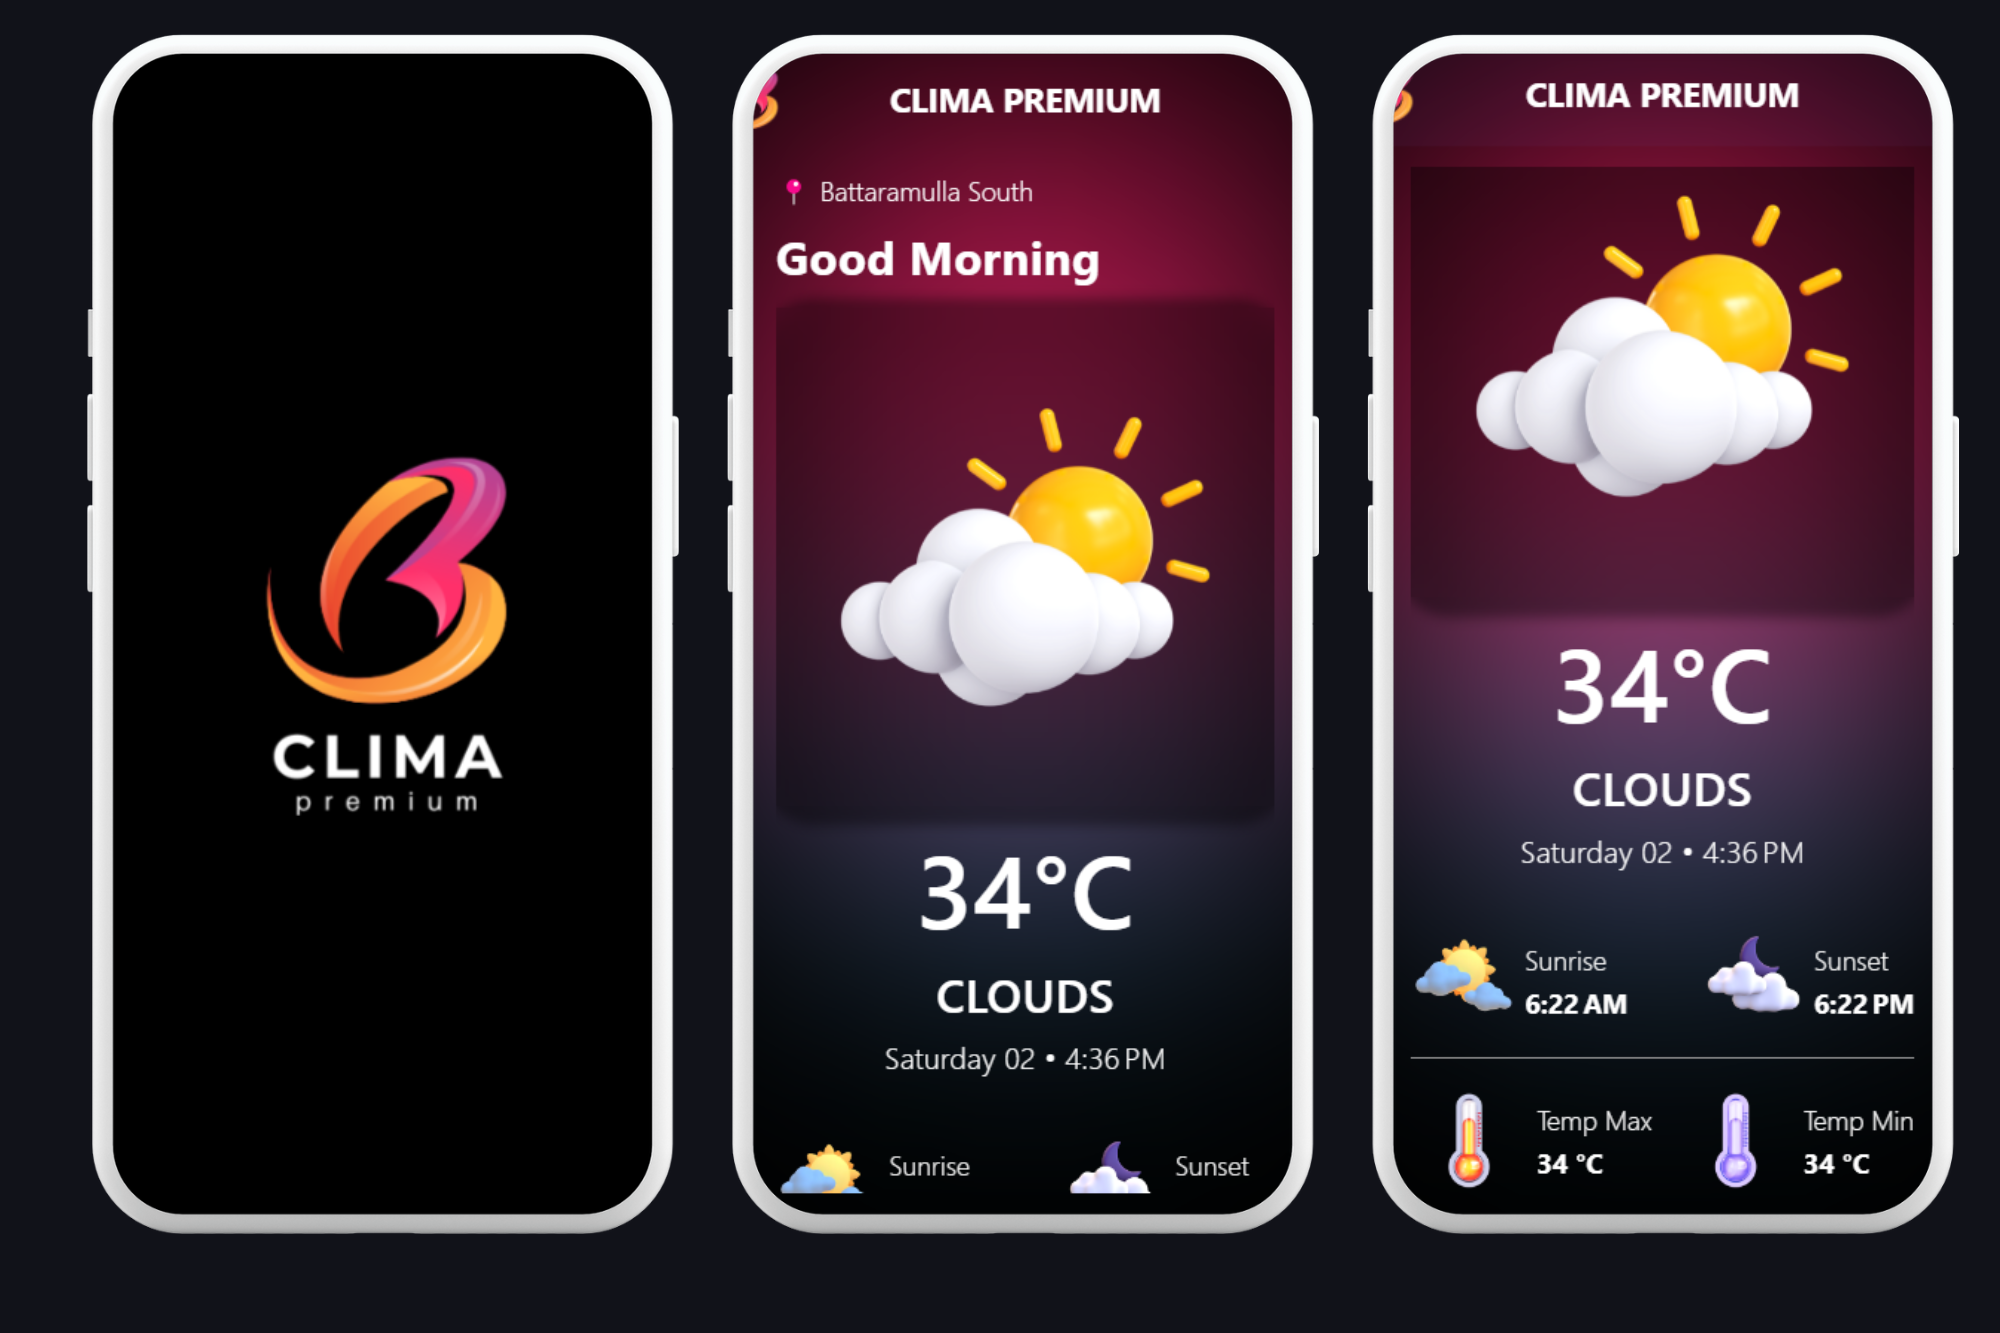 CLIMA
premium
CLIMA PREMIUM
Battaramulla South
Good Morning
34°C
CLOUDS
Saturday 02 • 4:36 PM
Sunrise
Sunset
CLIMA PREMIUM
34°C
CLOUDS
Saturday 02 • 4:36 PM
Sunrise
6:22 AM
Sunset
6:22 PM
Temp Max
34 °C
Temp Min
34 °C